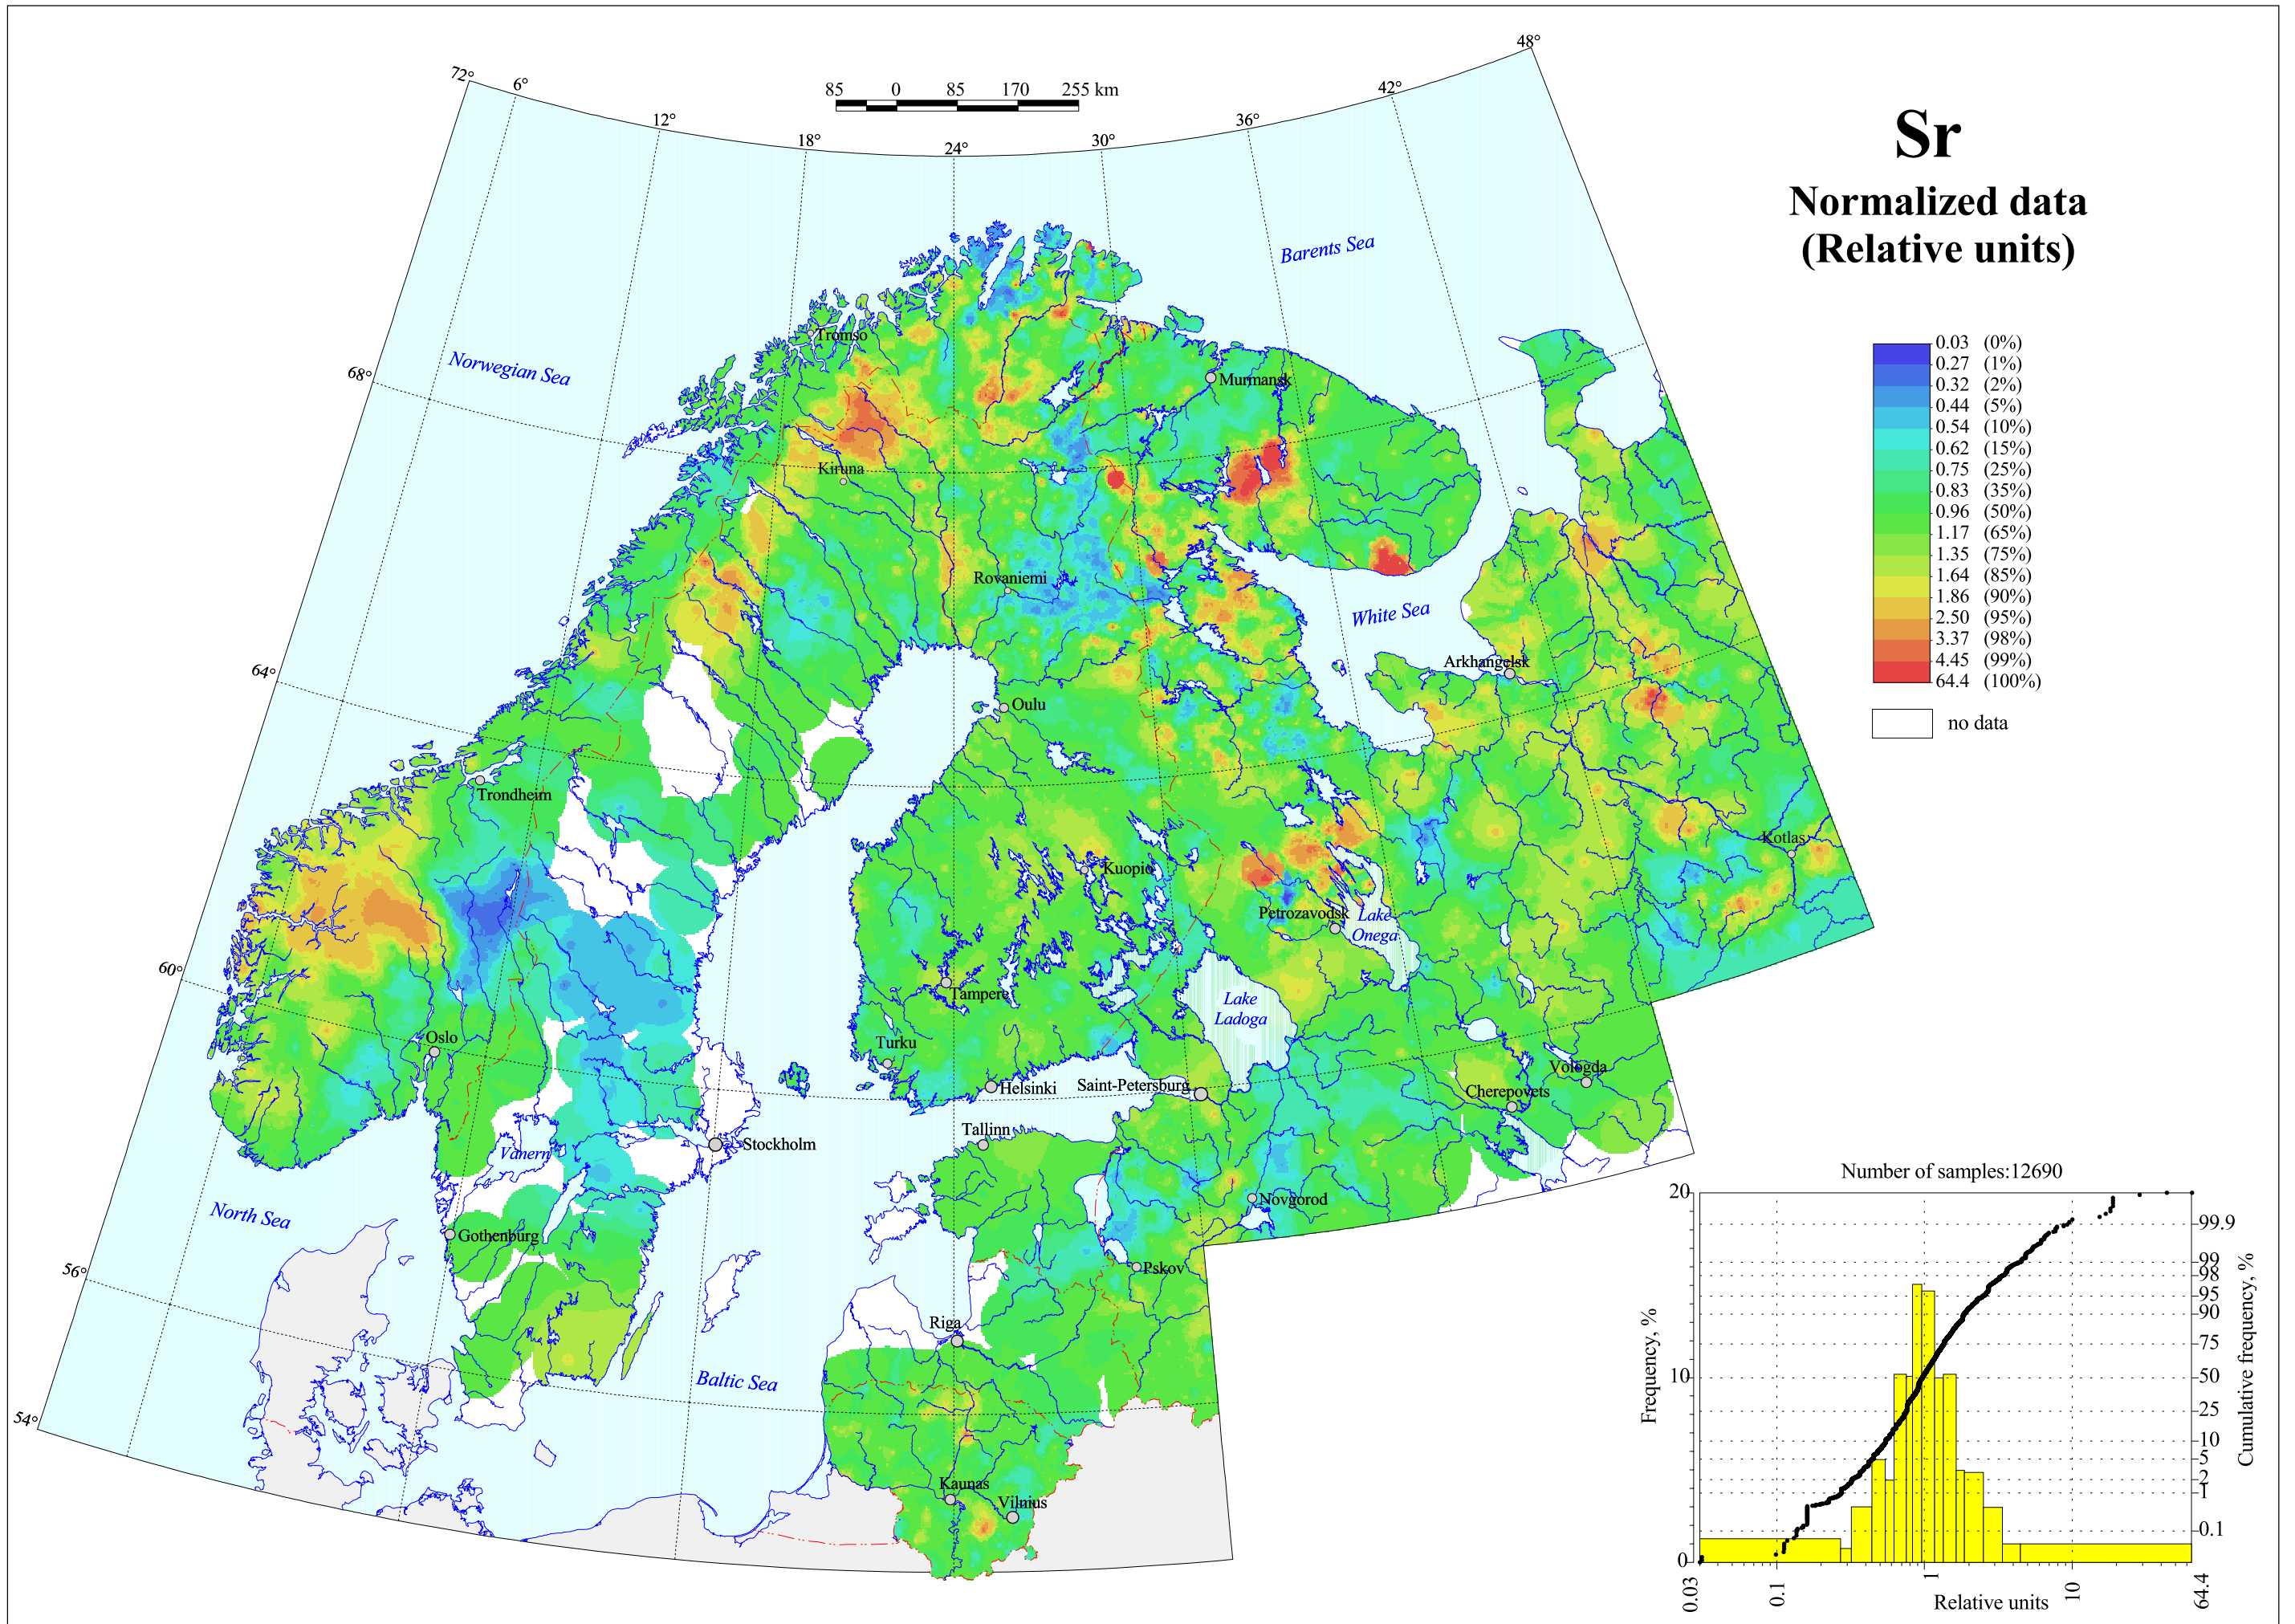 48°
72°
6°
85 0 85 170 255 km
42°
12°
36°
18°
30°
24°
Sr
Normalized data
(Relative units)
Barents Sea
Tromso
Norwegian Sea
68°
Murmansk
Kiruna
0.03 (0%)
0.27 (1%)
0.32 (2%)
0.44 (5%)
0.54 (10%)
0.62 (15%)
0.75 (25%)
0.83 (35%)
0.96 (50%)
1.17 (65%)
1.35 (75%)
1.64 (85%)
1.86 (90%)
2.50 (95%)
3.37 (98%)
4.45 (99%)
64.4 (100%)
no data
Rovaniemi
White Sea
64°
Arkhangelsk
Oulu
Trondheim
Kotlas
Kuopio
Petrozavodsk
Lake
Onega
60°
Tampere
Lake
Ladoga
Oslo
Turku
Helsinki
Saint-Petersburg
Vologda
Cherepovets
Tallinn
Stockholm
Vanern
Novgorod
North Sea
Gothenburg
56°
Pskov
Riga
Baltic Sea
54°
Kaunas
Vilnius
Number of samples:12690
20
10
0
Frequency, %
99.9
99
98
95
90
75
50
25
10
5
2
1
0.1
Cumulative frequency, %
0.03
0.1
1
10
64.4
Relative units